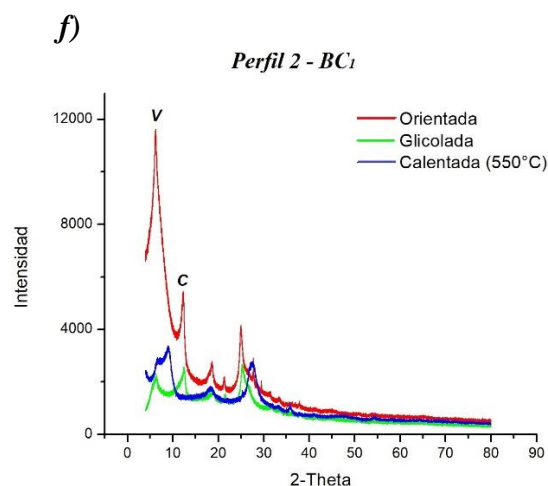 f)
Perfil 2 - BC1
12000
8000
4000
0
Intensidad
V
C
Orientada
Glicolada
Calentada (550°C)
0 10 20 30 40 50 60 70 80 90
2-Theta